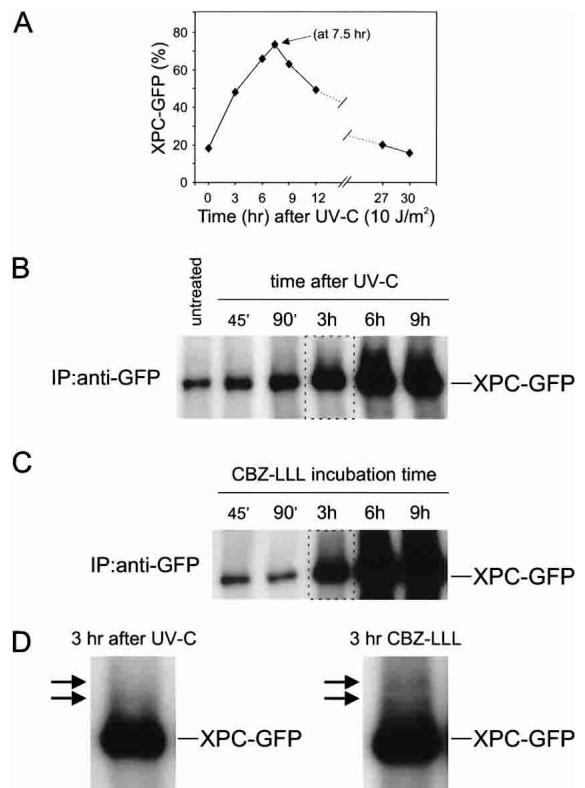 A
(at 7.5 hr)
XPC-GFP (%)
80
60
40
20
0
0 3 6 9 12 27 30
Time (hr) after UV-C (10 J/m²)
B
untreated
time after UV-C
45' 90' 3h 6h 9h
IP:anti-GFP
XPC-GFP
C
CBZ-LLL incubation time
45' 90' 3h 6h 9h
IP:anti-GFP
XPC-GFP
D
3 hr after UV-C
3 hr CBZ-LLL
XPC-GFP
XPC-GFP